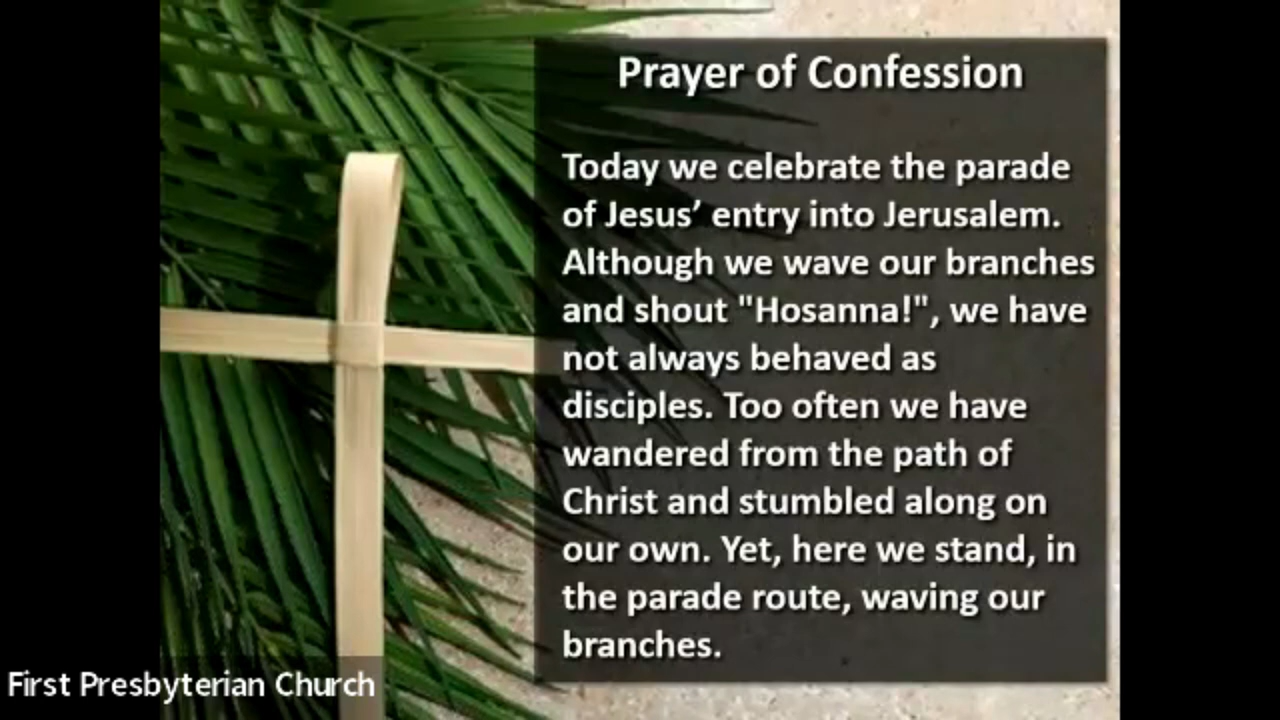 Prayer of Confession
Today we celebrate the parade
of Jesus’ entry into Jerusalem.
Although we wave our branches
and shout "Hosanna!", we have
not always behaved as
disciples. Too often we have
wandered from the path of
Christ and stumbled along on
our own. Yet, here we stand, in
the parade route, waving our
branches.
First Presbyterian Church